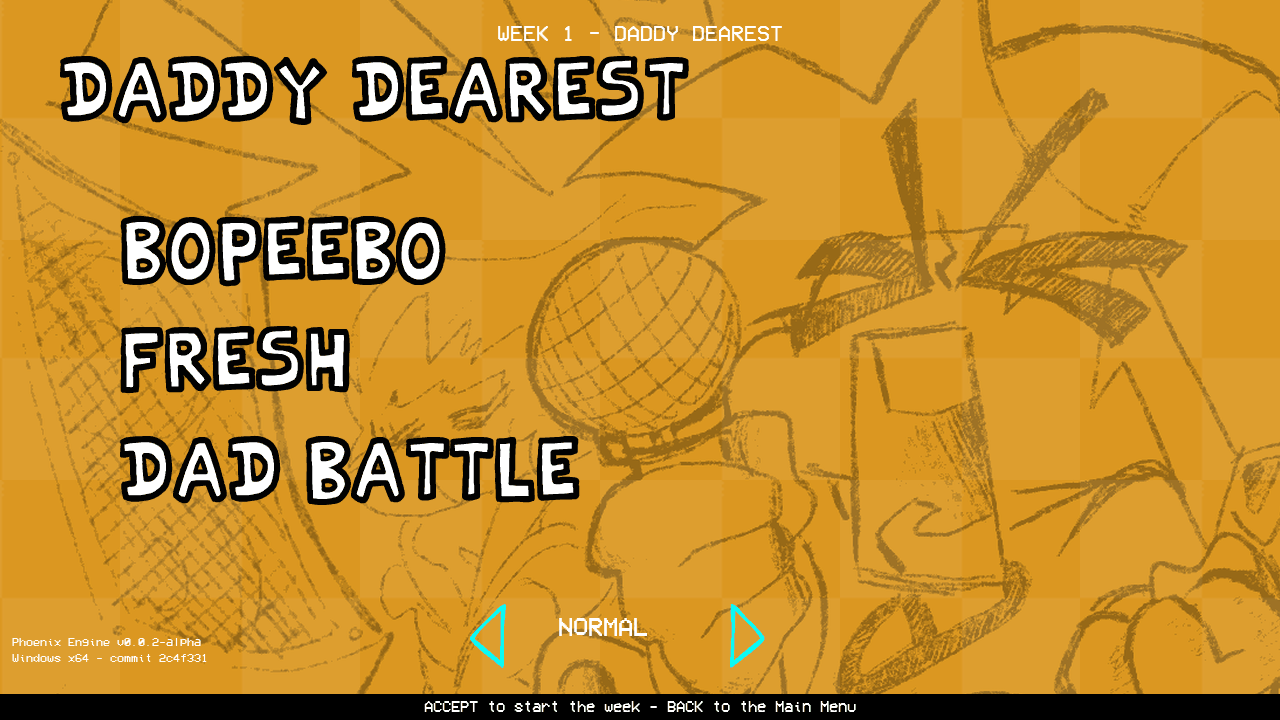 WEEK 1 - DADDY DEAREST
DADDY DEAREST
BOPEEBO
FRESH
DAD BATTLE
NORMAL
Phoenix Engine v0.0.2-alpha
Windows x64 - commit 2c4f331
ACCEPT to start the week - BACK to the Main Menu